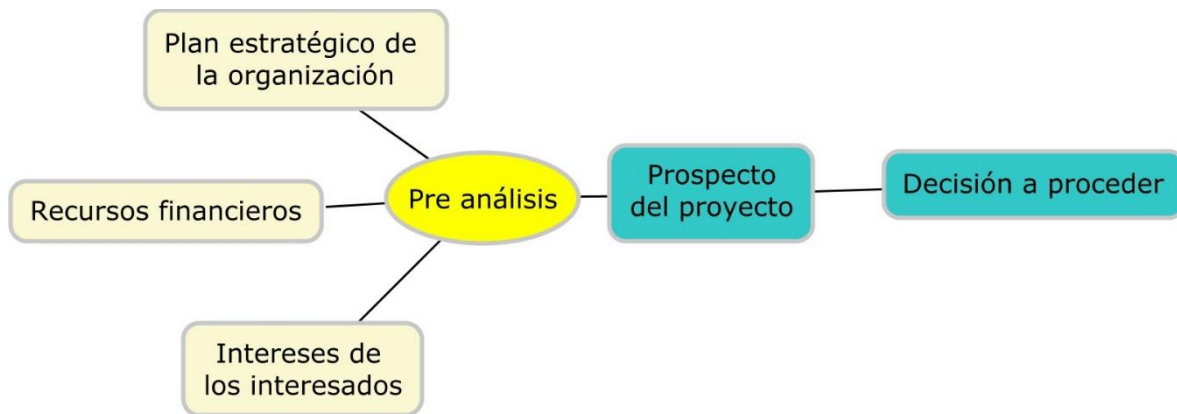 Plan estratégico de
la organización
Recursos financieros
Intereses de
los interesados
Pre análisis
Prospecto
del proyecto
Decisión a proceder